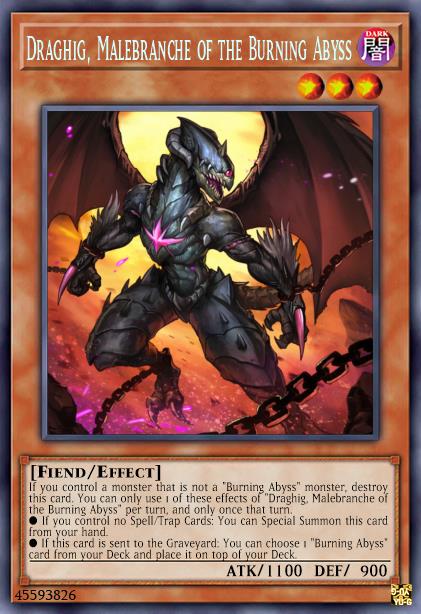 Draghig, Malebranche of the Burning Abyss
DARK
闇
[Fiend/Effect]
If you control a monster that is not a "Burning Abyss" monster, destroy
this card. You can only use 1 of these effects of "Draghig, Malebranche of
the Burning Abyss" per turn, and only once that turn.
● If you control no Spell/Trap Cards: You can Special Summon this card
from your hand.
● If this card is sent to the Graveyard: You can choose 1 "Burning Abyss"
card from your Deck and place it on top of your Deck.
ATK/1100 DEF/ 900
45593826